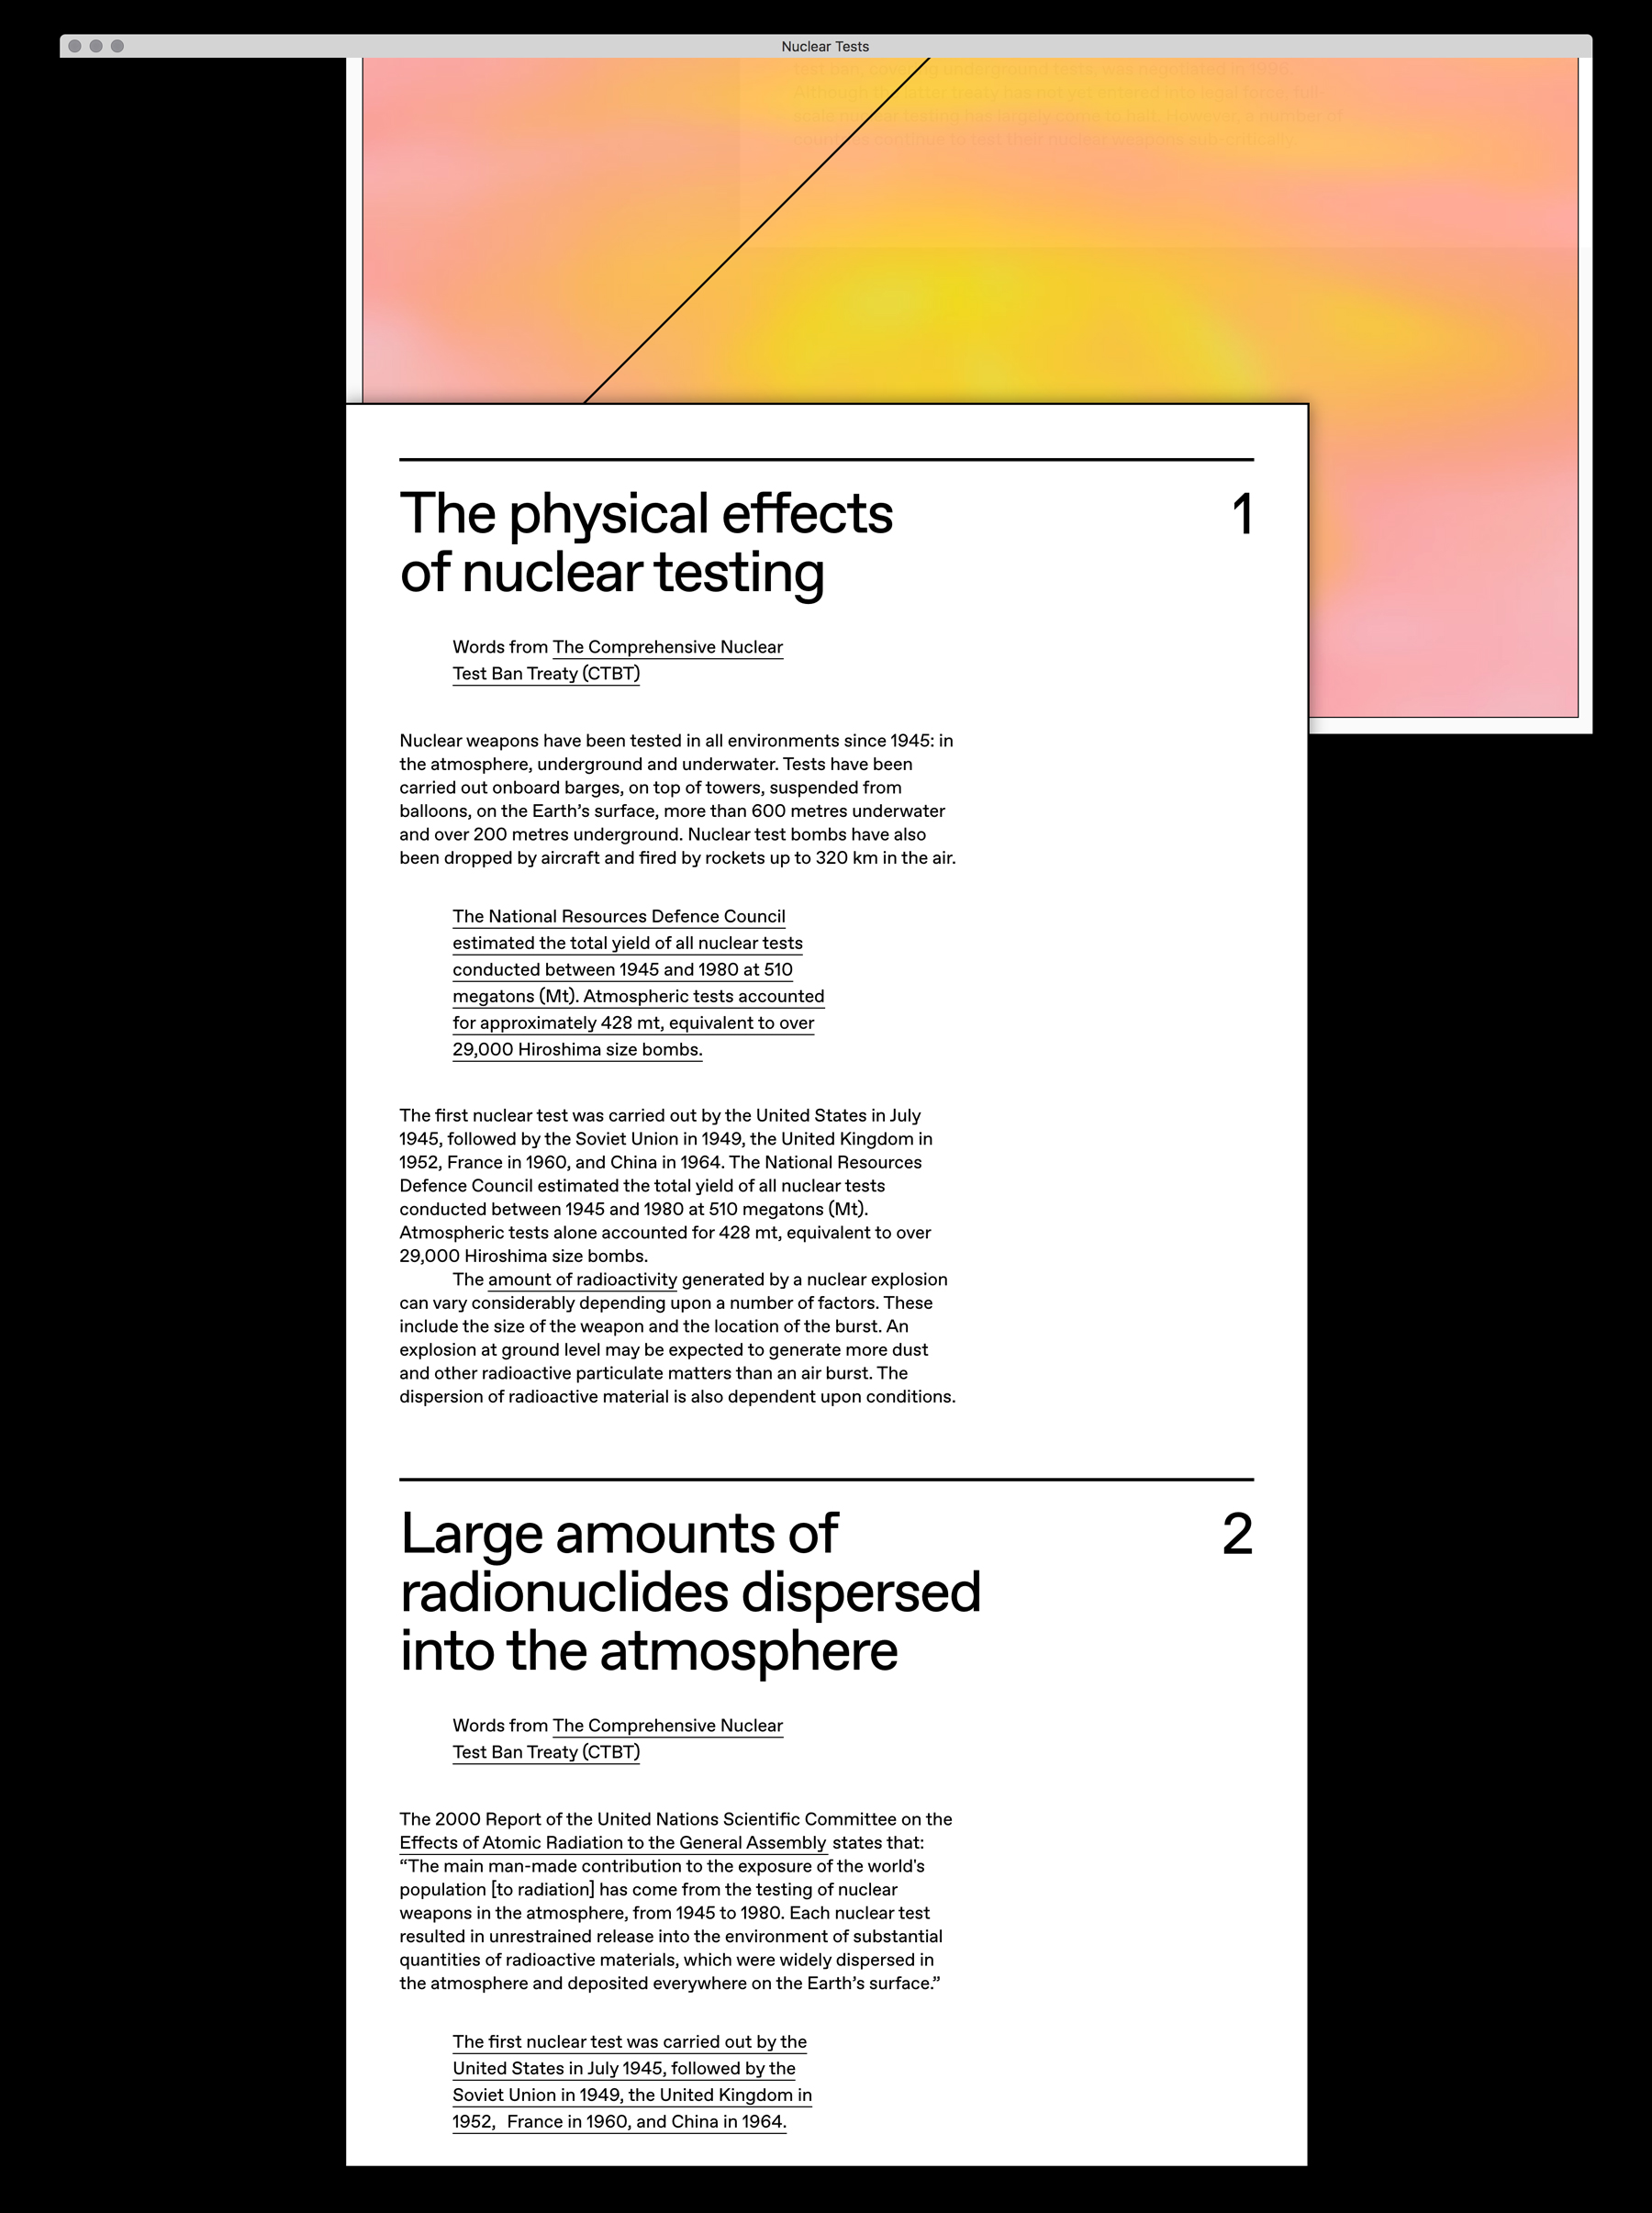 Nuclear Tests
test ban, covering underground tests, was negotiated in 1996.
Although the latter treaty has not yet entered into legal force, full-
scale nuclear testing has largely come to halt. However, a number of
countries continue to test their nuclear weapons sub-critically
The physical effects
1
of nuclear testing
Words from The Comprehensive Nuclear
Test Ban Treaty (CTBT)
Nuclear weapons have been tested in all environments since 1945: in
the atmosphere, underground and underwater. Tests have been
carried out onboard barges, on top of towers, suspended from
balloons, on the Earth’s surface, more than 600 metres underwater
and over 200 metres underground. Nuclear test bombs have also
been dropped by aircraft and fired by rockets up to 320 km in the air.
The National Resources Defence Council
estimated the total yield of all nuclear tests
conducted between 1945 and 1980 at 510
megatons (Mt). Atmospheric tests accounted
for approximately 428 mt, equivalent to over
29,000 Hiroshima size bombs.
The first nuclear test was carried out by the United States in July
1945, followed by the Soviet Union in 1949, the United Kingdom in
1952, France in 1960, and China in 1964. The National Resources
Defence Council estimated the total yield of all nuclear tests
conducted between 1945 and 1980 at 510 megatons (Mt).
Atmospheric tests alone accounted for 428 mt, equivalent to over
29,000 Hiroshima size bombs.
The amount of radioactivity generated by a nuclear explosion
can vary considerably depending upon a number of factors. These
include the size of the weapon and the location of the burst. An
explosion at ground level may be expected to generate more dust
and other radioactive particulate matters than an air burst. The
dispersion of radioactive material is also dependent upon conditions.
Large amounts of
2
radionuclides dispersed
into the atmosphere
Words from The Comprehensive Nuclear
Test Ban Treaty (CTBT)
The 2000 Report of the United Nations Scientific Committee on the
Effects of Atomic Radiation to the General Assembly states that:
“The main man-made contribution to the exposure of the world's
population [to radiation] has come from the testing of nuclear
weapons in the atmosphere, from 1945 to 1980. Each nuclear test
resulted in unrestrained release into the environment of substantial
quantities of radioactive materials, which were widely dispersed in
the atmosphere and deposited everywhere on the Earth’s surface.”
The first nuclear test was carried out by the
United States in July 1945, followed by the
Soviet Union in 1949, the United Kingdom in
1952, France in 1960, and China in 1964.